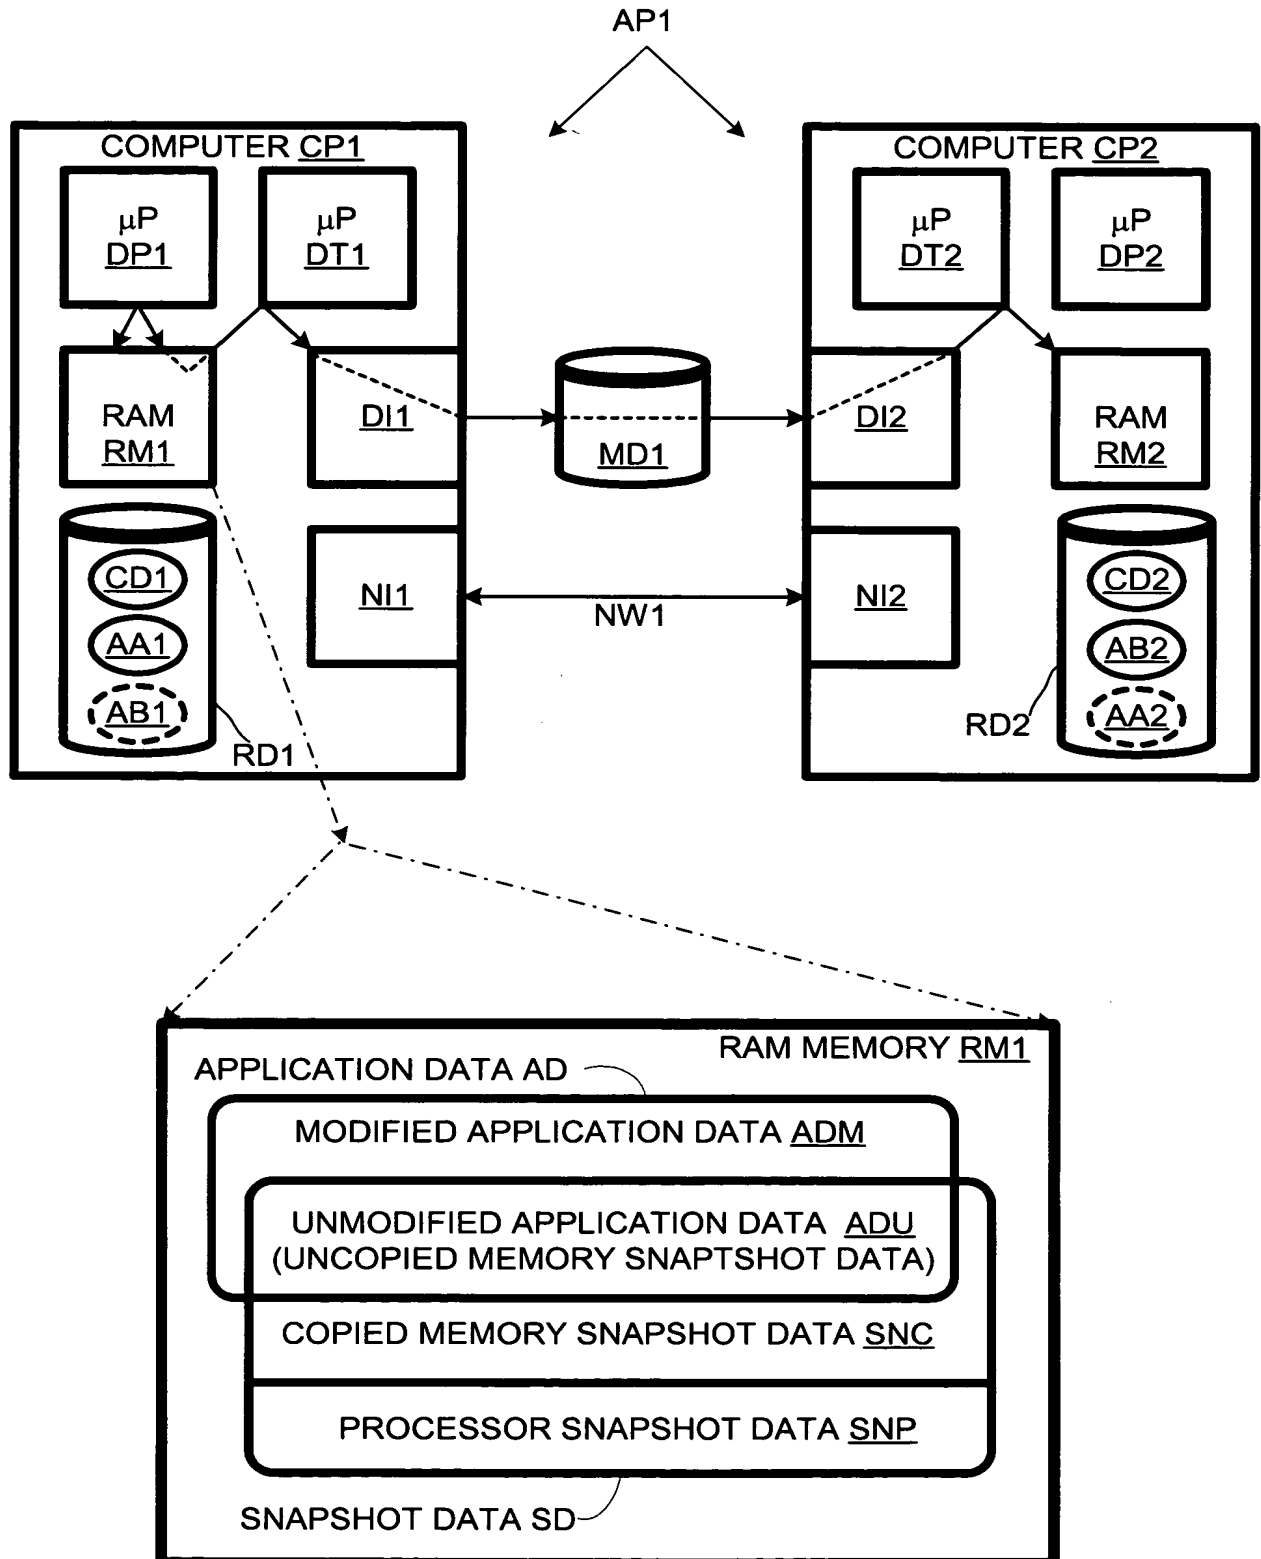 AP1
COMPUTER CP1
µP
DP1
µP
DT1
RAM
RM1
DI1
CD1
AA1
AB1
RD1
NI1
MD1
NW1
COMPUTER CP2
µP
DT2
µP
DP2
DI2
RAM
RM2
NI2
CD2
AB2
AA2
RD2
RAM MEMORY RM1
APPLICATION DATA AD
MODIFIED APPLICATION DATA ADM
UNMODIFIED APPLICATION DATA ADU
(UNCOPIED MEMORY SNAPTSHOT DATA)
COPIED MEMORY SNAPSHOT DATA SNC
PROCESSOR SNAPSHOT DATA SNP
SNAPSHOT DATA SD